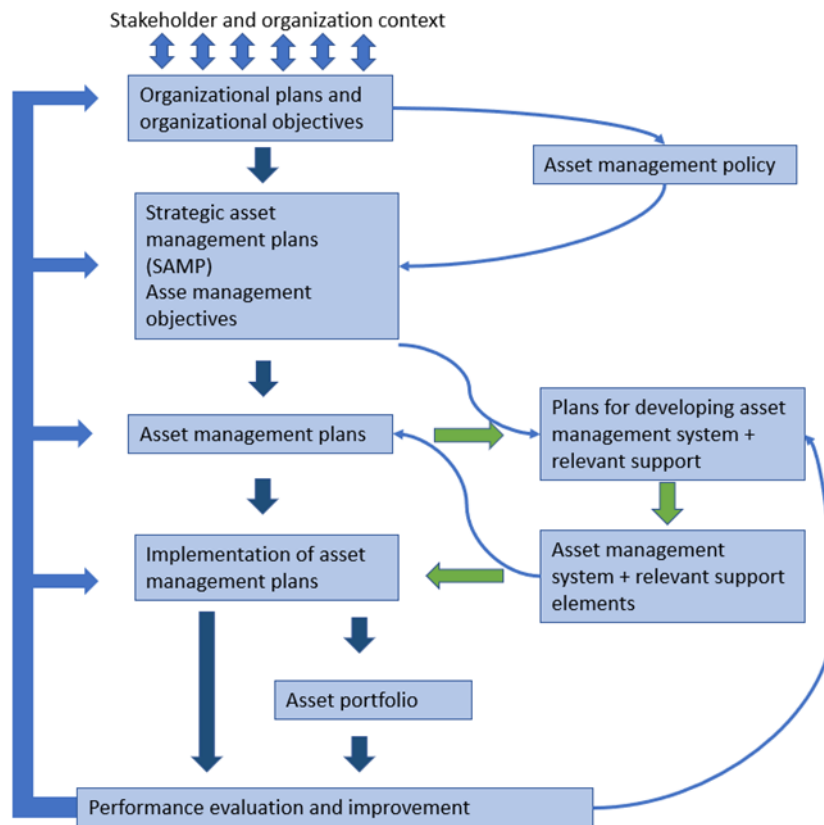 Stakeholder and organization context
Organizational plans and
organizational objectives
Asset management policy
Strategic asset
management plans
(SAMP)
Asse management
objectives
Asset management plans
Plans for developing asset
management system +
relevant support
Implementation of asset
management plans
Asset management
system + relevant support
elements
Asset portfolio
Performance evaluation and improvement